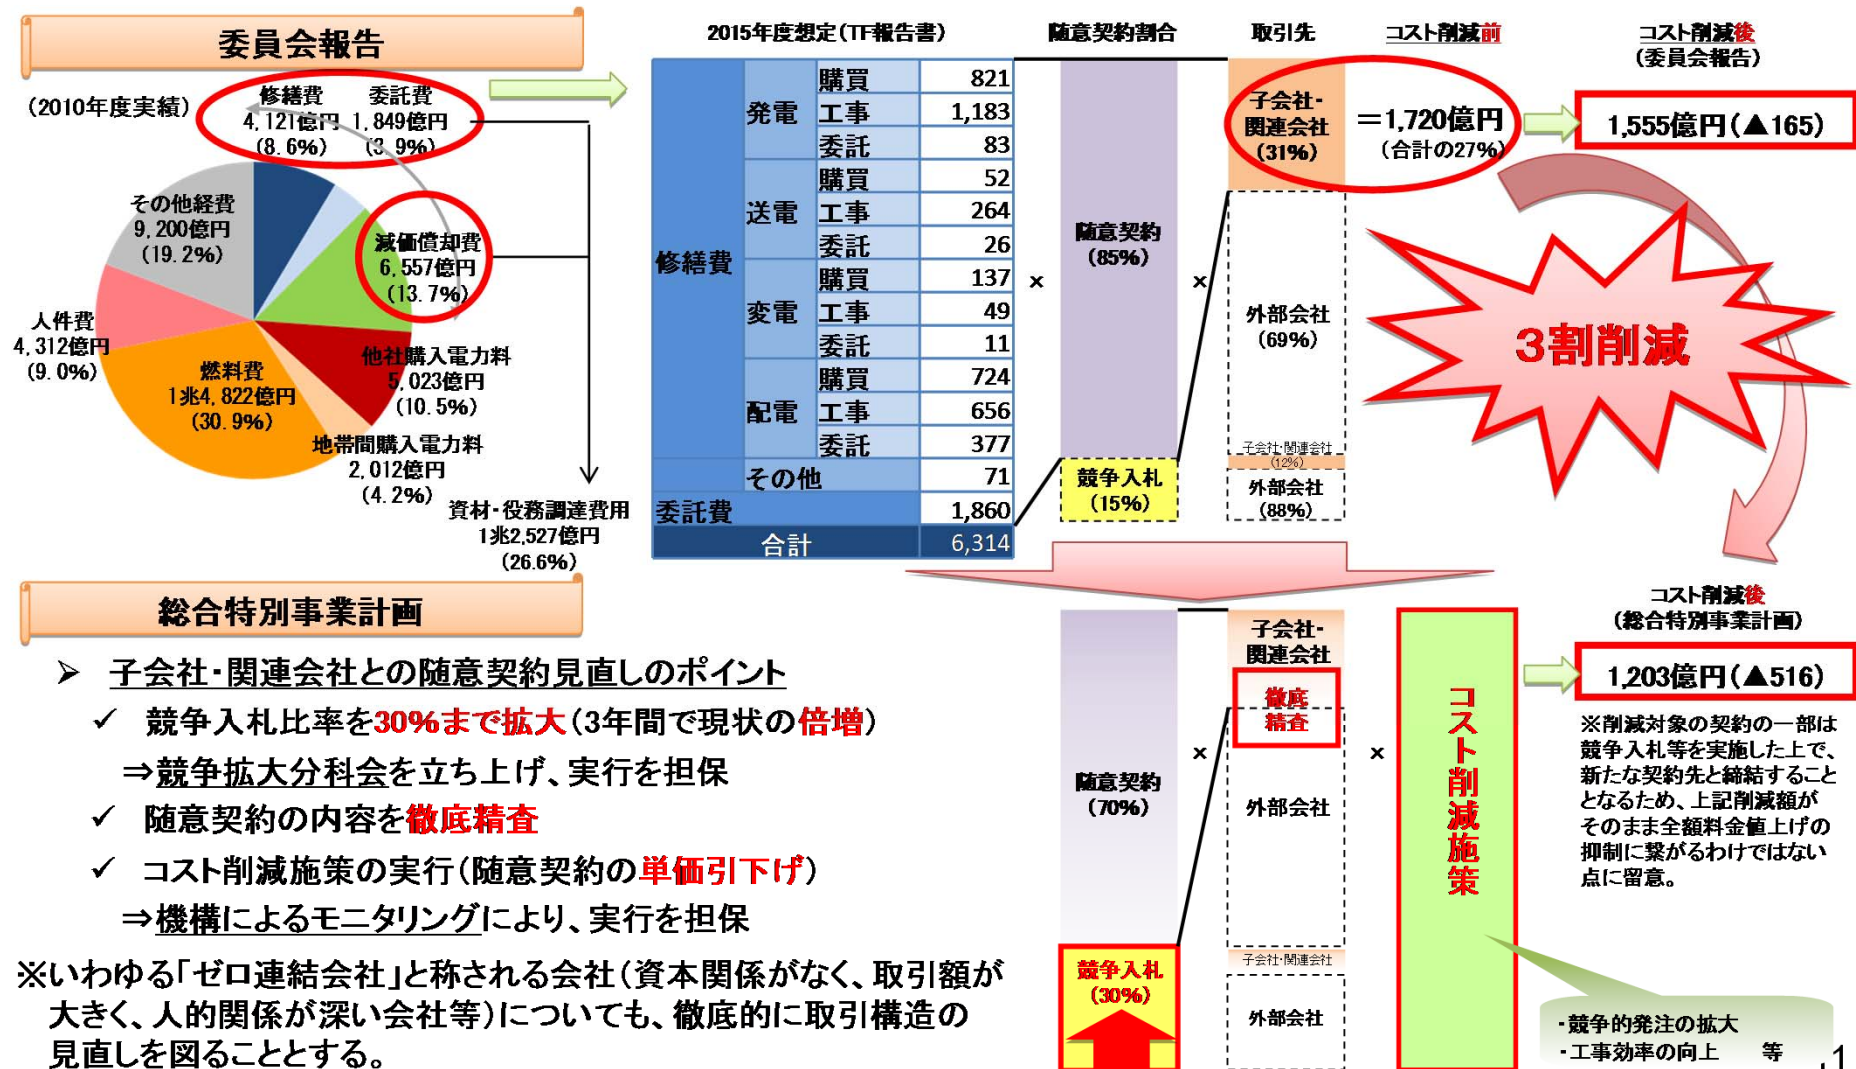 委員会報告
(2010年度実績)
修繕費
4,121億円
(8.6%)
委託費
1,849億円
(3.9%)
減価償却費
6,557億円
(13.7%)
その他経費
9,200億円
(19.2%)
人件費
4,312億円
(9.0%)
燃料費
1兆4,822億円
(30.9%)
他社購入電力料
5,023億円
(10.5%)
地帯間購入電力料
2,012億円
(4.2%)
資材・役務調達費用
1兆2,527億円
(26.6%)
2015年度想定(TF報告書)
修繕費
発電
購買 821
工事 1,183
委託 83
送電
購買 52
工事 264
委託 26
変電
購買 137
工事 49
委託 11
配電
購買 724
工事 656
委託 377
その他 71
委託費 1,860
合計 6,314
×
随意契約割合
随意契約
(85%)
競争入札
(15%)
×
取引先
子会社・
関連会社
(31%)
外部会社
(69%)
子会社・関連会社
(12%)
外部会社
(88%)
コスト削減前
=1,720億円
(合計の27%)
コスト削減後
(委員会報告)
1,555億円(▲165)
3割削減
総合特別事業計画
➢ 子会社・関連会社との随意契約見直しのポイント
✓ 競争入札比率を30%まで拡大(3年間で現状の倍増)
⇒競争拡大分科会を立ち上げ、実行を担保
✓ 随意契約の内容を徹底精査
✓ コスト削減施策の実行(随意契約の単価引下げ)
⇒機構によるモニタリングにより、実行を担保
※いわゆる「ゼロ連結会社」と称される会社(資本関係がなく、取引額が
大きく、人的関係が深い会社等)についても、徹底的に取引構造の
見直しを図ることとする。
随意契約
(70%)
競争入札
(30%)
×
子会社・
関連会社
徹底
精査
外部会社
子会社・関連会社
外部会社
×
コスト削減施策
・競争的発注の拡大
・工事効率の向上 等
コスト削減後
(総合特別事業計画)
1,203億円(▲516)
※削減対象の契約の一部は
競争入札等を実施した上で、
新たな契約先と締結すること
となるため、上記削減額が
そのまま全額料金値上げの
抑制に繋がるわけではない
点に留意。